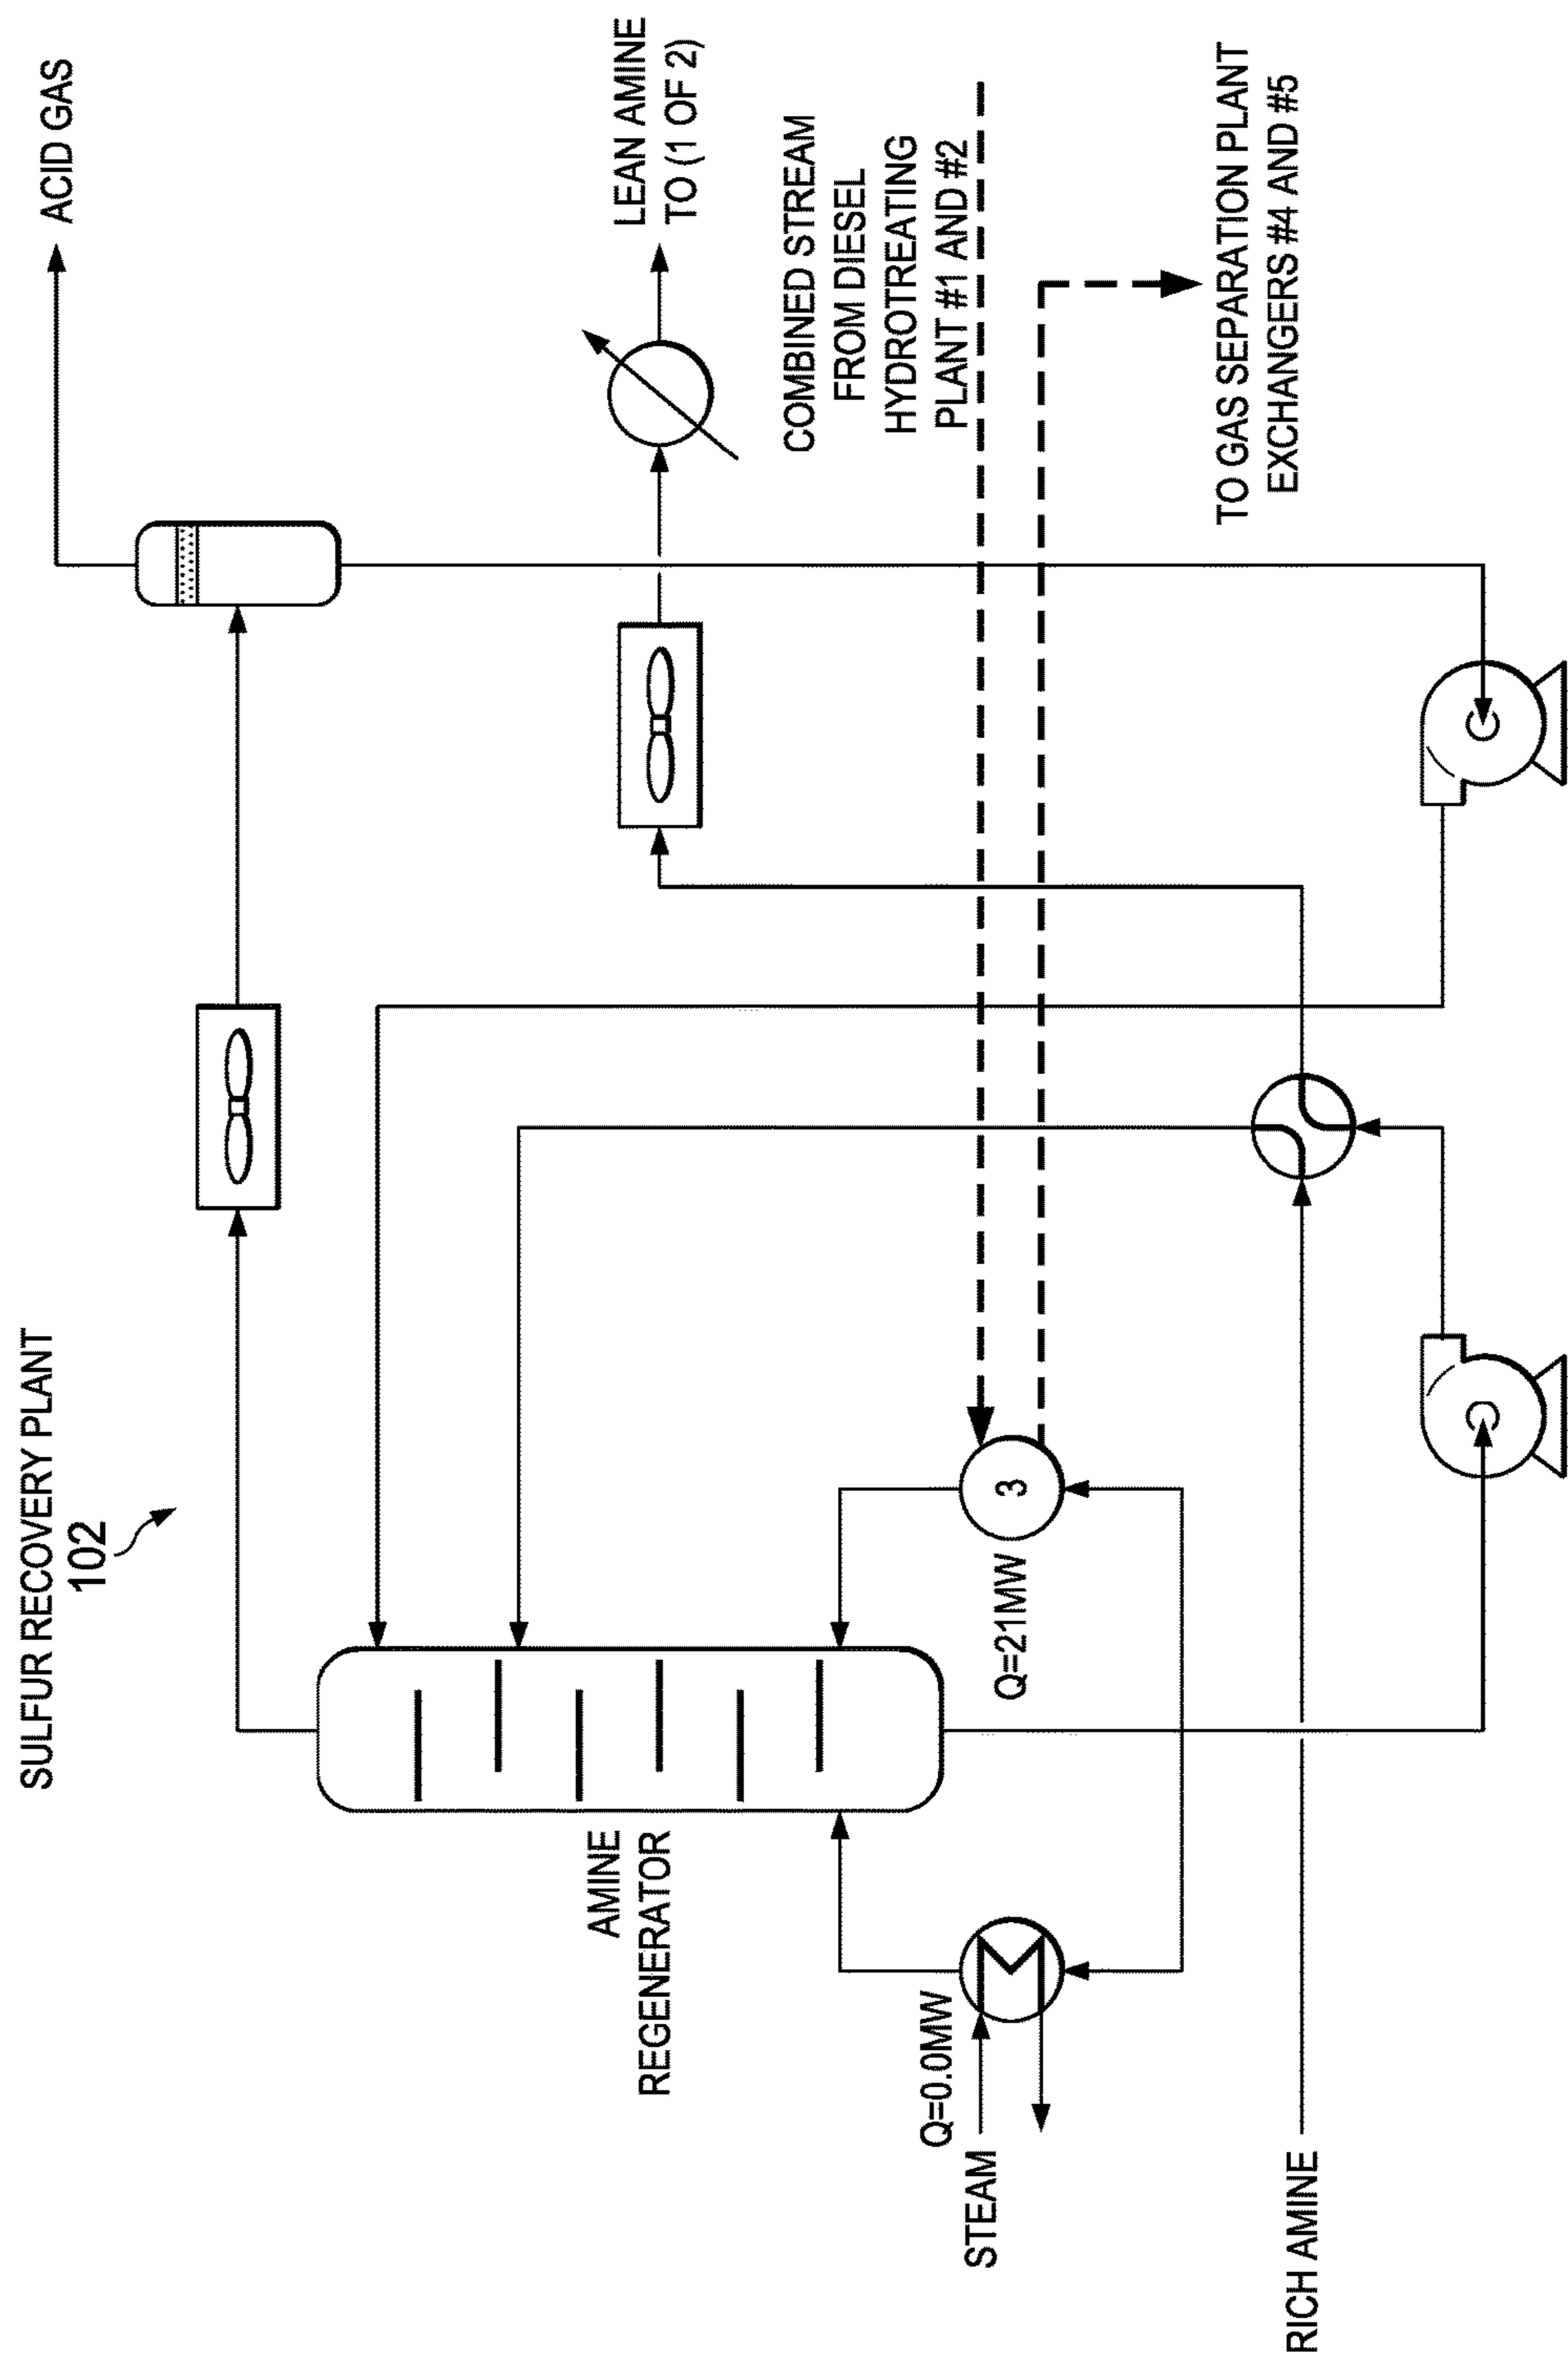 SULFUR RECOVERY PLANT
102
ACID GAS
AMINE
REGENERATOR
LEAN AMINE
TO (1 OF 2)
COMBINED STREAM
FROM DIESEL
HYDROTREATING
PLANT #1 AND #2
Q=0.0MW
STEAM
Q=21MW
3
TO GAS SEPARATION PLANT
EXCHANGERS #4 AND #5
RICH AMINE